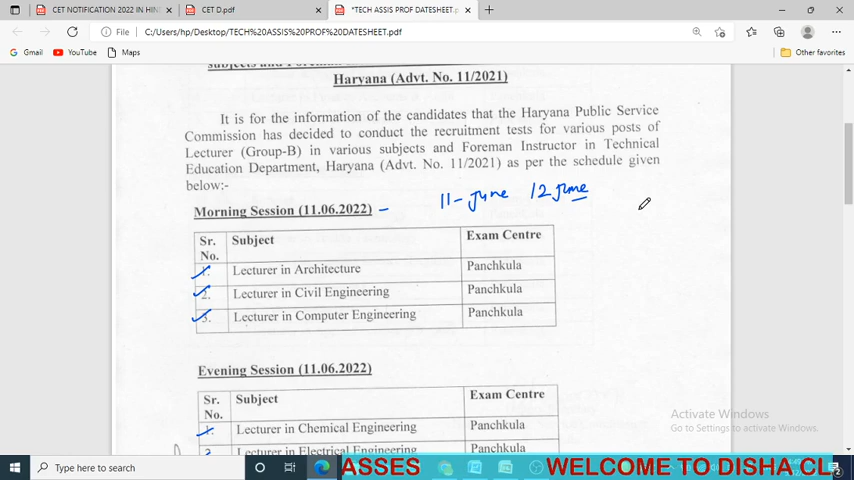 CET NOTIFICATION 2022 IN HIN
CET D.pdf
*TECH ASSIS PROF DATESHEET.p
File
C:/Users/hp/Desktop/TECH%20ASSIS%20PROF%20DATESHEET.pdf
Gmail YouTube Maps Other favorites
subjects and Foreman
Haryana (Advt. No. 11/2021)
It is for the information of the candidates that the Haryana Public Service
Commission has decided to conduct the recruitment tests for various posts of
Lecturer (Group-B) in various subjects and Foreman Instructor in Technical
Education Department, Haryana (Advt. No. 11/2021) as per the schedule given
below:-
11- June 12 June
Morning Session (11.06.2022) -
Sr. No. Subject Exam Centre
1. Lecturer in Architecture Panchkula
2. Lecturer in Civil Engineering Panchkula
3. Lecturer in Computer Engineering Panchkula
Evening Session (11.06.2022)
Sr. No. Subject Exam Centre
1. Lecturer in Chemical Engineering Panchkula
2. Lecturer in Electrical Engineering Panchkula
Activate Windows
Go to Settings to activate Windows.
Type here to search
ASSES WELCOME TO DISHA CL